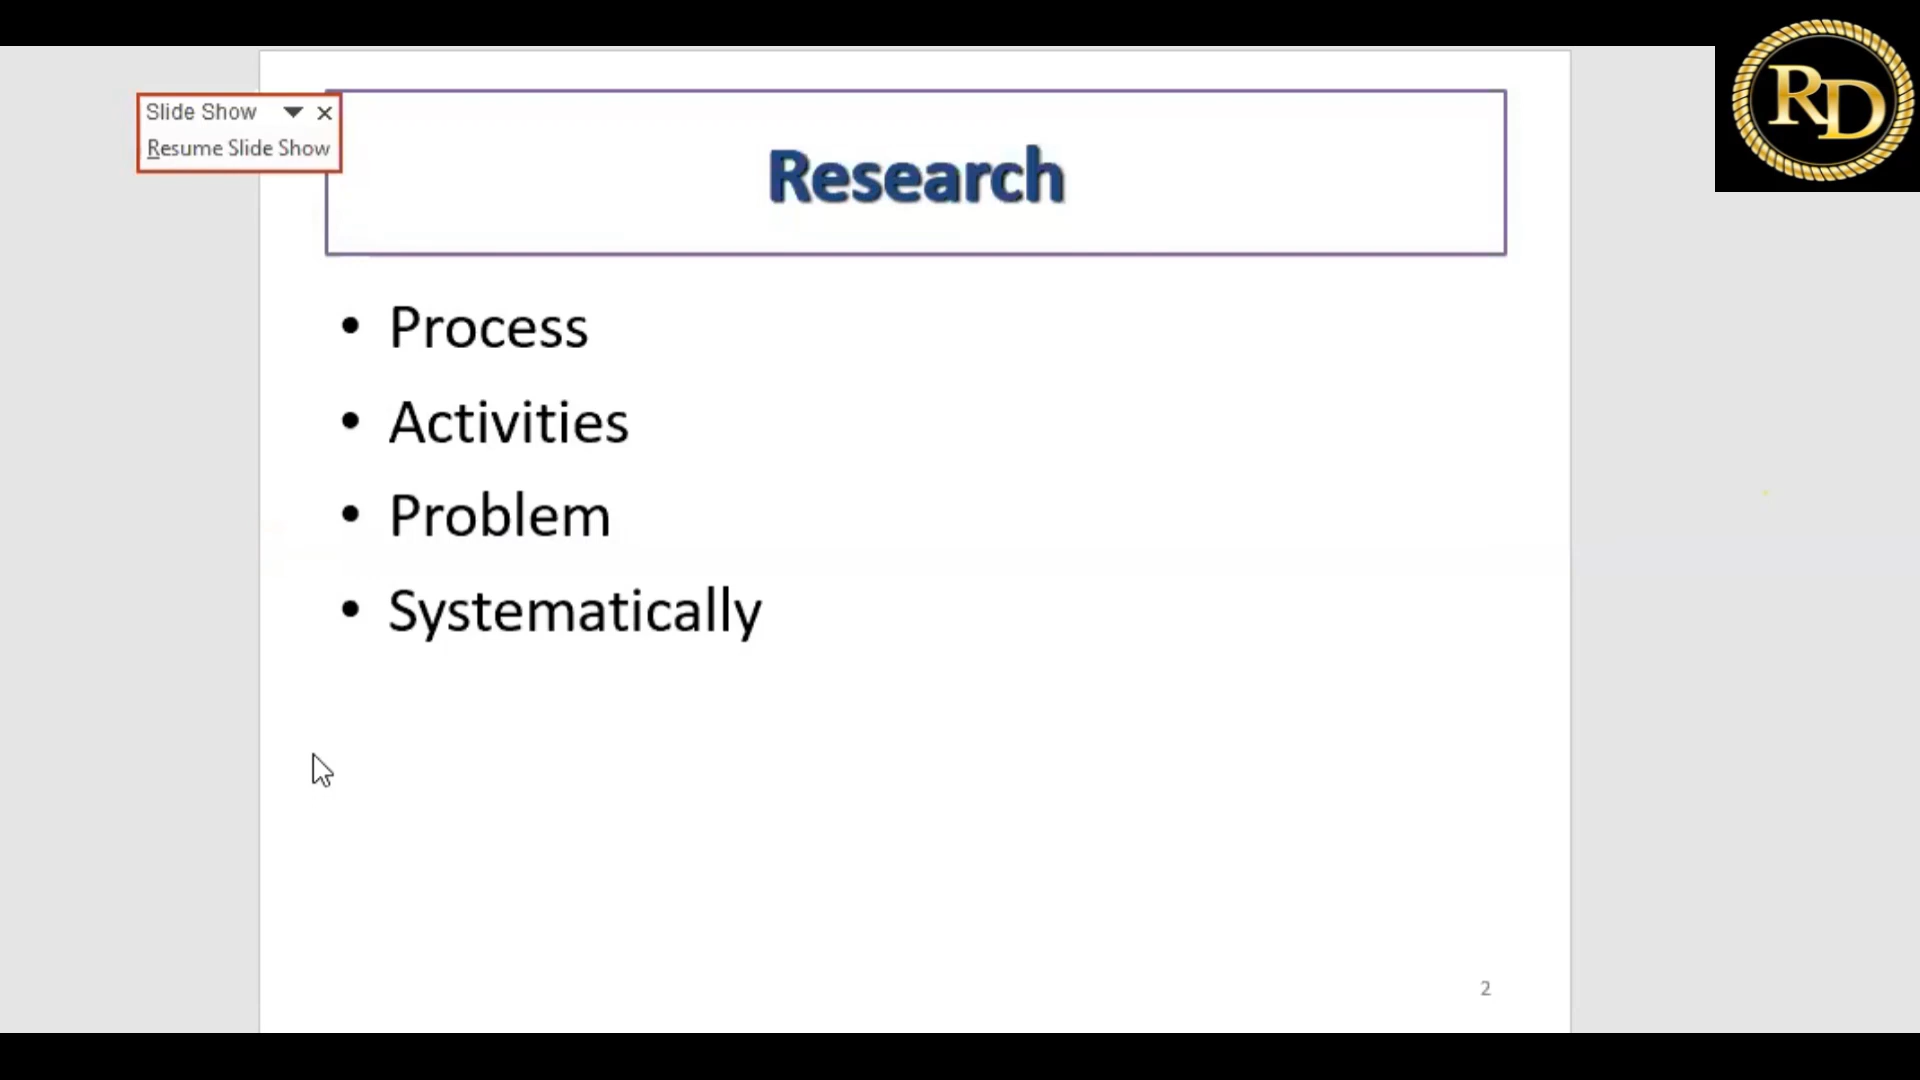 RD
Slide Show
Resume Slide Show
Research
• Process
• Activities
• Problem
• Systematically
2